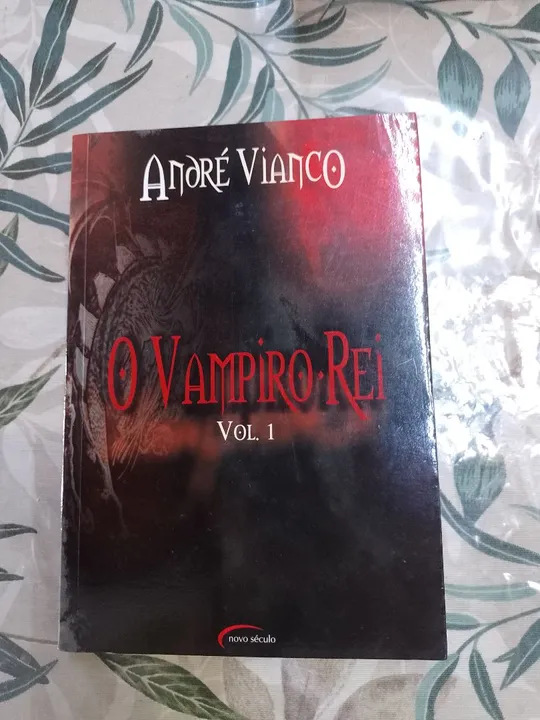 André Vianco
O Vampiro·Rei
Vol. 1
novo século